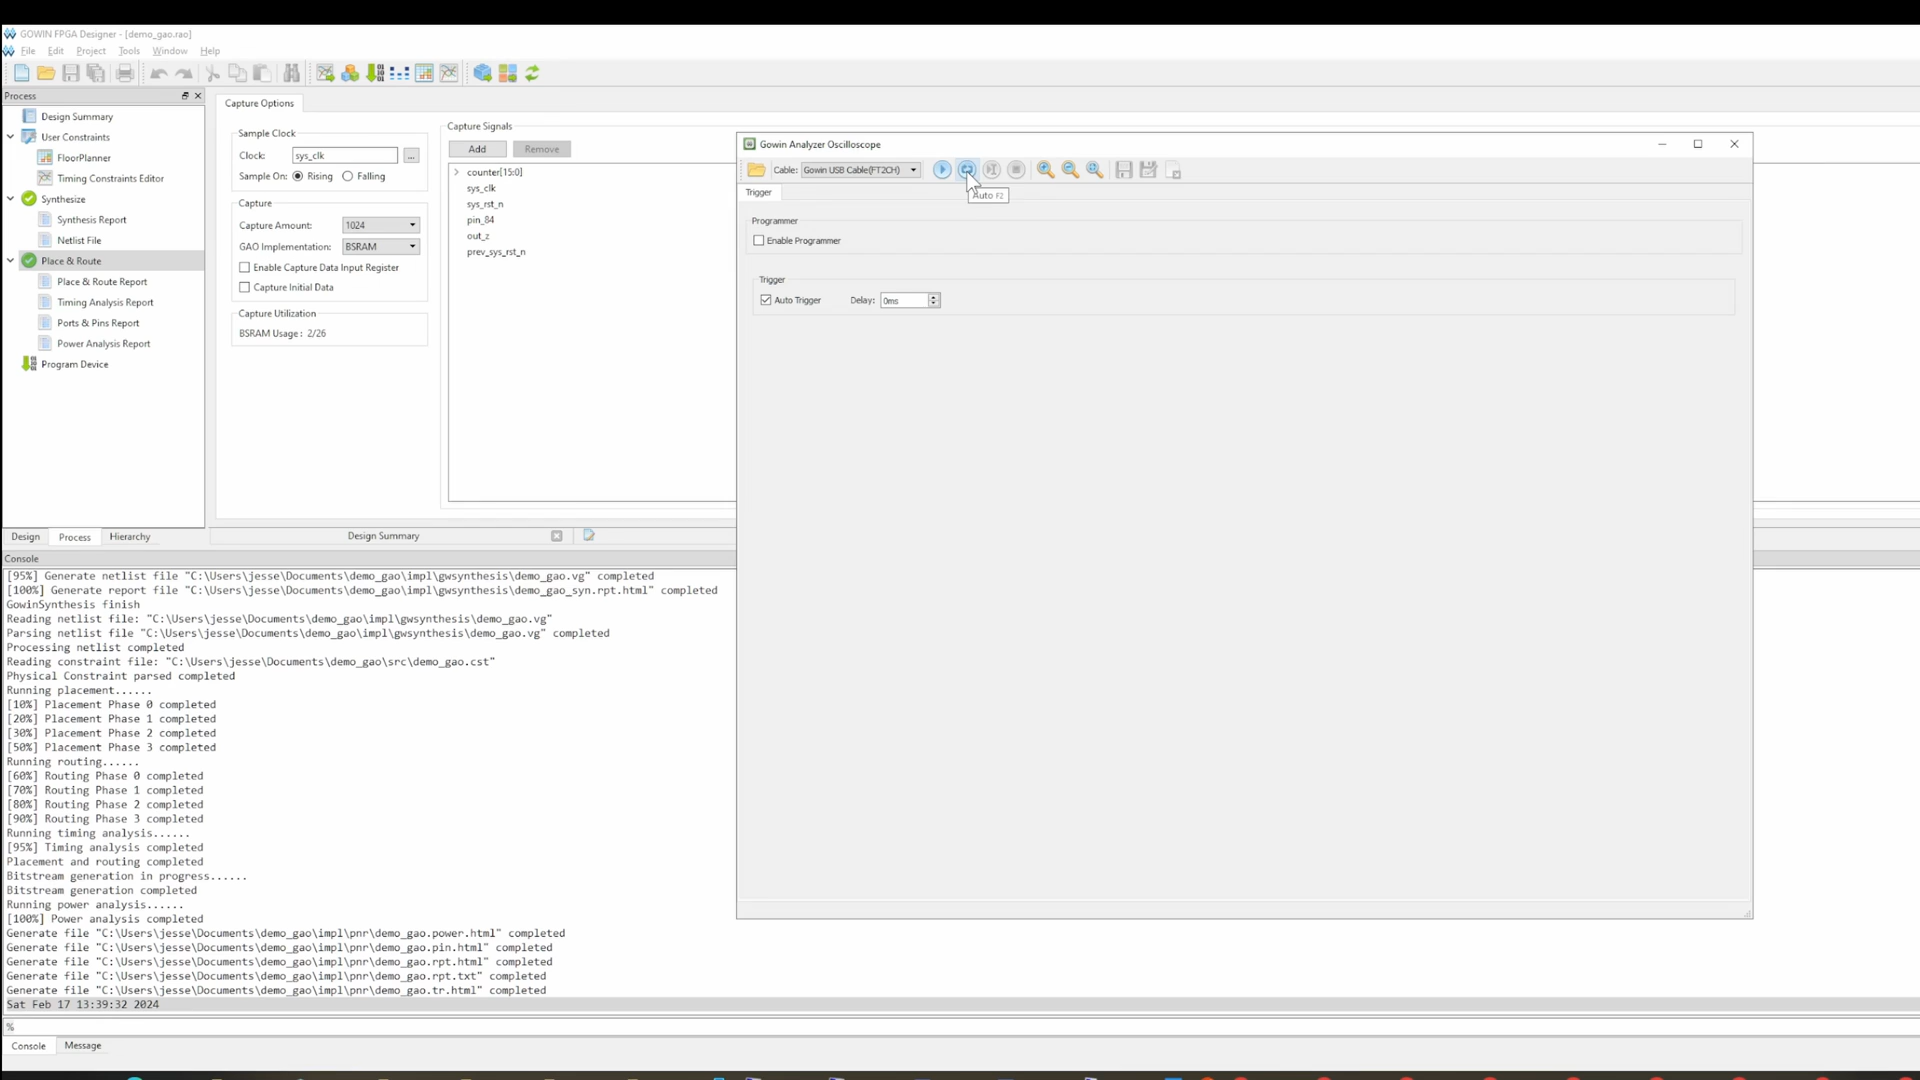 GOWIN FPGA Designer - [demo_gao.rao]
File Edit Project Tools Window Help
Process
Design Summary
User Constraints
FloorPlanner
Timing Constraints Editor
Synthesize
Synthesis Report
Netlist File
Place & Route
Place & Route Report
Timing Analysis Report
Ports & Pins Report
Power Analysis Report
Program Device
Design Process Hierarchy
Capture Options
Sample Clock
Clock: sys_clk ...
Sample On: Rising Falling
Capture
Capture Amount: 1024
GAO Implementation: BSRAM
Enable Capture Data Input Register
Capture Initial Data
Capture Utilization
BSRAM Usage : 2/26
Capture Signals
Add Remove
counter[15:0]
sys_clk
sys_rst_n
pin_84
out_z
prev_sys_rst_n
Design Summary
Gowin Analyzer Oscilloscope
Cable: Gowin USB Cable(FT2CH)
Auto F2
Trigger
Programmer
Enable Programmer
Trigger
Auto Trigger Delay: 0ms
Console
[95%] Generate netlist file "C:\Users\jesse\Documents\demo_gao\impl\gwsynthesis\demo_gao.vg" completed
[100%] Generate report file "C:\Users\jesse\Documents\demo_gao\impl\gwsynthesis\demo_gao_syn.rpt.html" completed
GowinSynthesis finish
Reading netlist file: "C:\Users\jesse\Documents\demo_gao\impl\gwsynthesis\demo_gao.vg"
Parsing netlist file "C:\Users\jesse\Documents\demo_gao\impl\gwsynthesis\demo_gao.vg" completed
Processing netlist completed
Reading constraint file: "C:\Users\jesse\Documents\demo_gao\src\demo_gao.cst"
Physical Constraint parsed completed
Running placement......
[10%] Placement Phase 0 completed
[20%] Placement Phase 1 completed
[30%] Placement Phase 2 completed
[50%] Placement Phase 3 completed
Running routing......
[60%] Routing Phase 0 completed
[70%] Routing Phase 1 completed
[80%] Routing Phase 2 completed
[90%] Routing Phase 3 completed
Running timing analysis......
[95%] Timing analysis completed
Placement and routing completed
Bitstream generation in progress......
Bitstream generation completed
Running power analysis......
[100%] Power analysis completed
Generate file "C:\Users\jesse\Documents\demo_gao\impl\pnr\demo_gao.power.html" completed
Generate file "C:\Users\jesse\Documents\demo_gao\impl\pnr\demo_gao.pin.html" completed
Generate file "C:\Users\jesse\Documents\demo_gao\impl\pnr\demo_gao.rpt.html" completed
Generate file "C:\Users\jesse\Documents\demo_gao\impl\pnr\demo_gao.rpt.txt" completed
Generate file "C:\Users\jesse\Documents\demo_gao\impl\pnr\demo_gao.tr.html" completed
Sat Feb 17 13:39:32 2024
%
Console Message